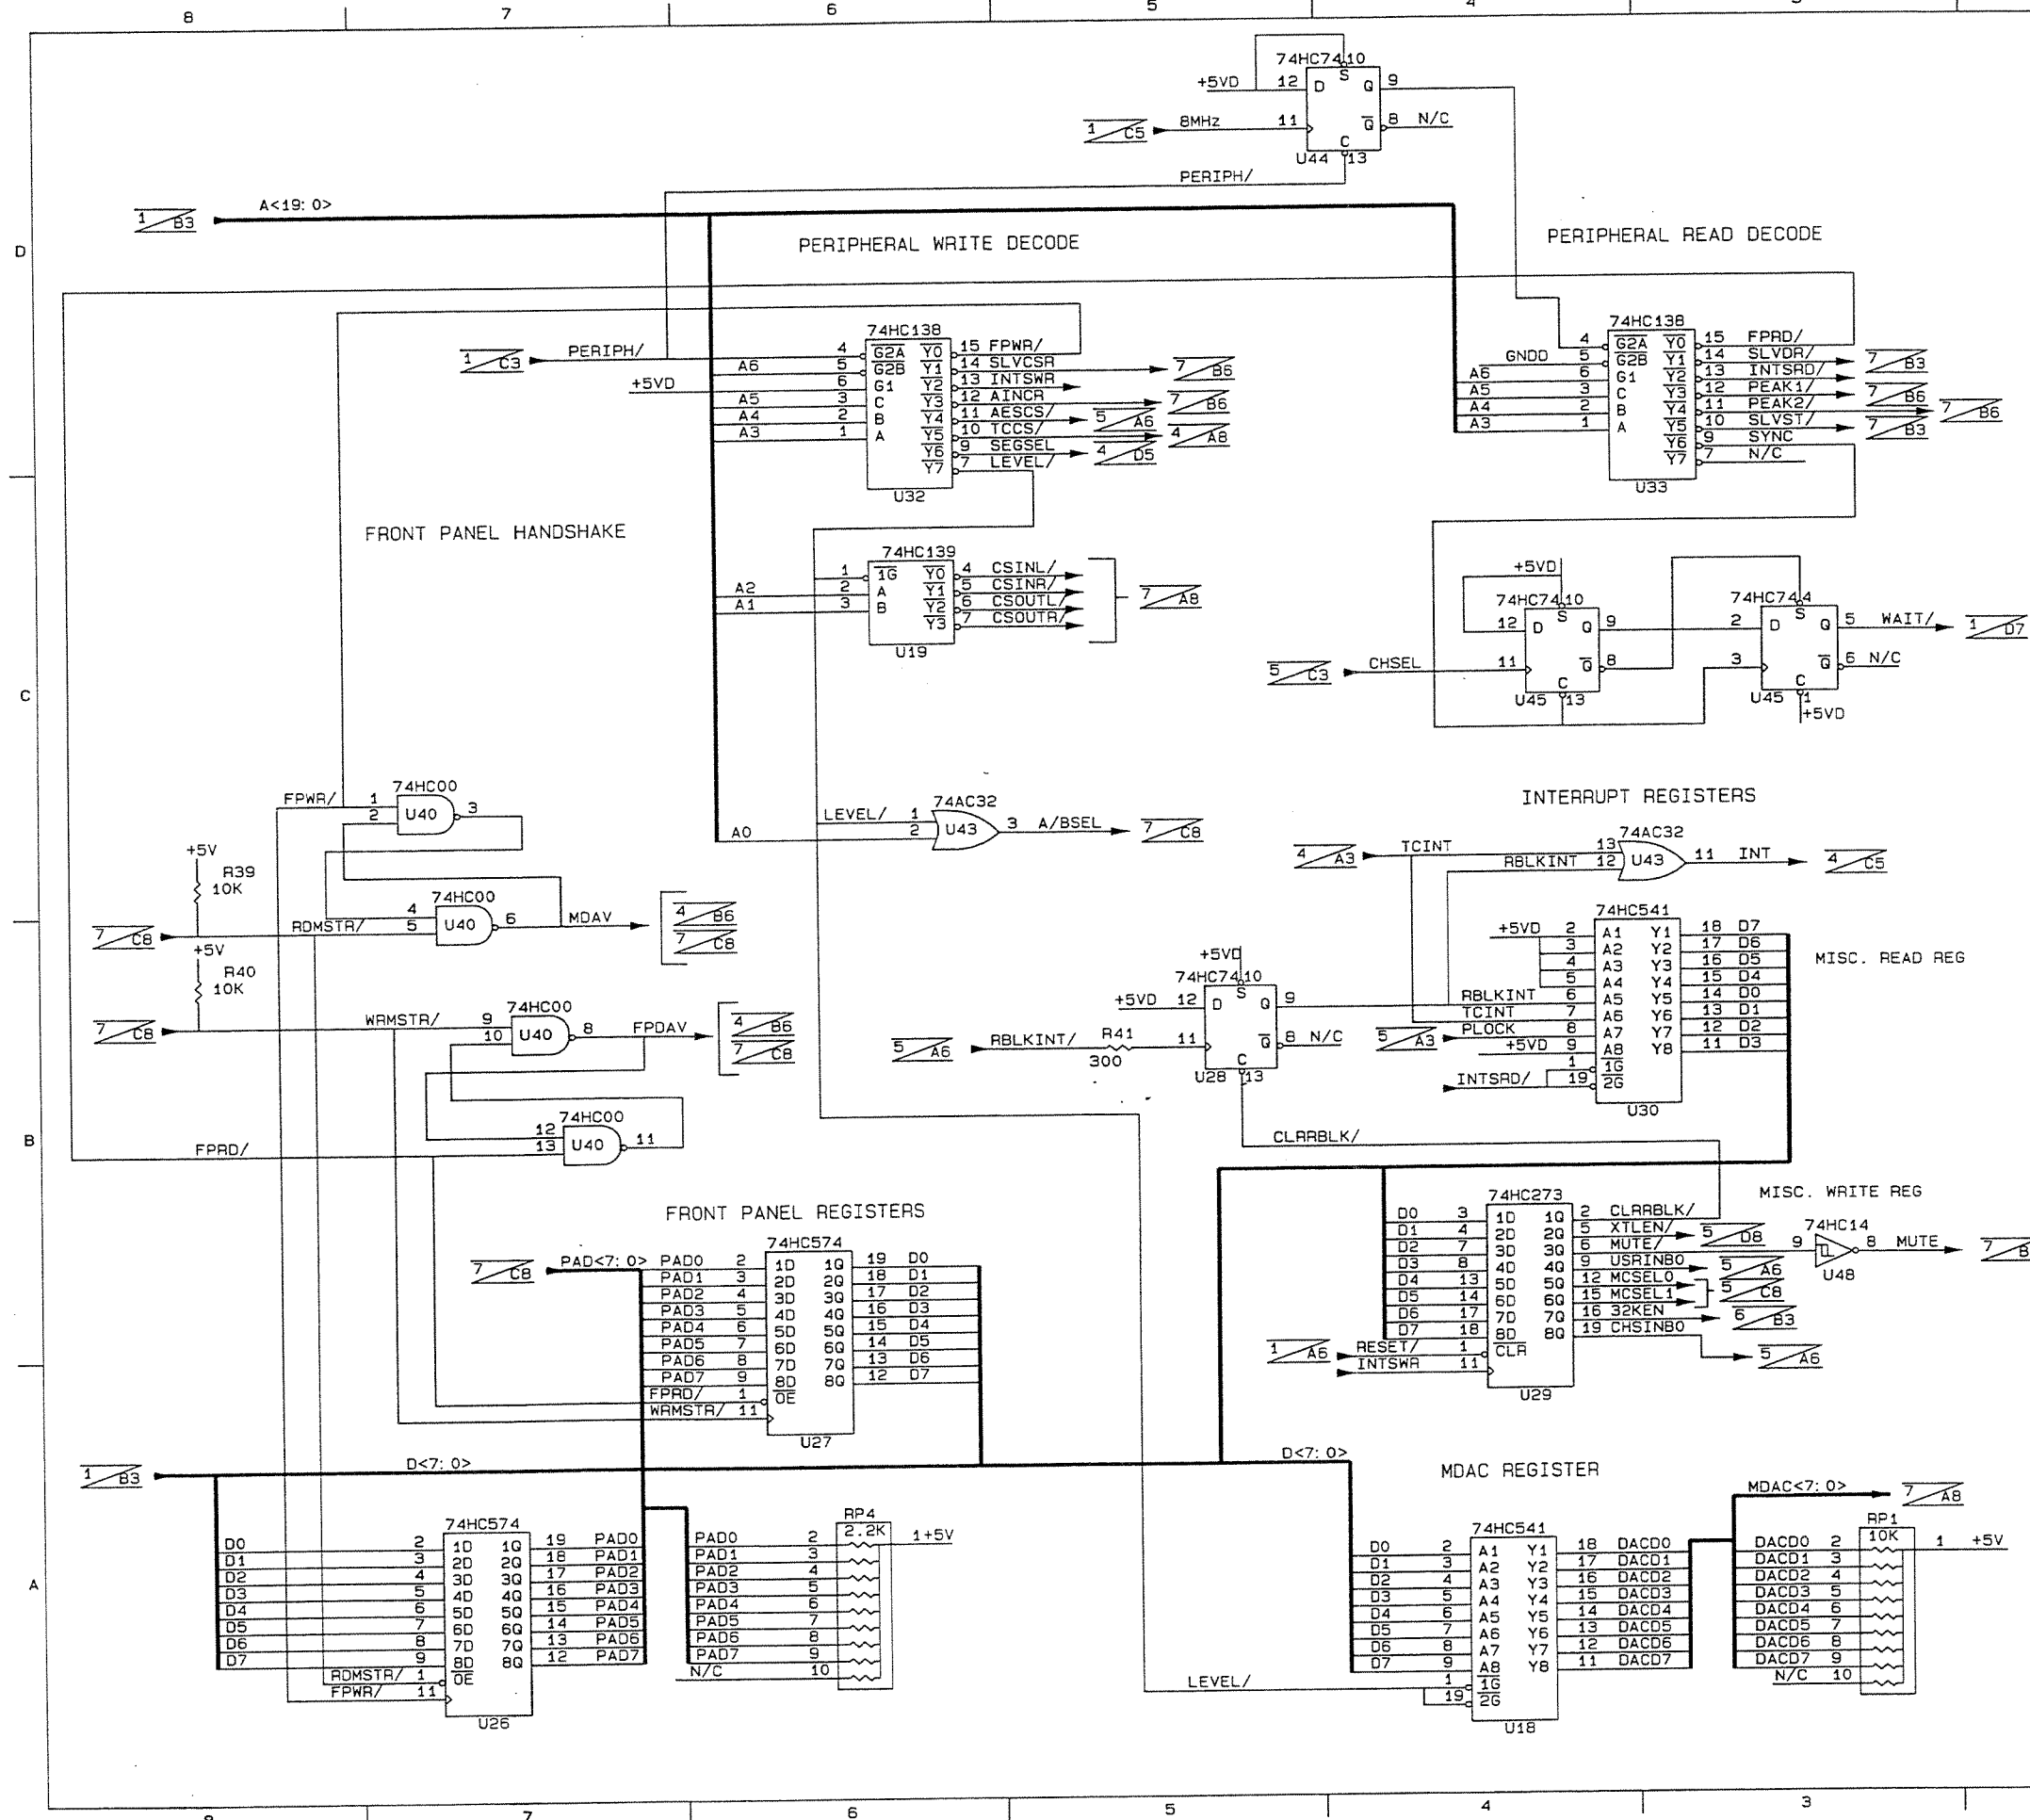 8 7 6 5 4
74HC74 10
+5VD 12 D S Q 9
1 C5 8MHz 11 Q 8 N/C
C
U44 13
PERIPH/
A<19:0>
1 B3
D
PERIPHERAL WRITE DECODE
PERIPHERAL READ DECODE
74HC138
1 C3 PERIPH/ 4 G2A Y0 15 FPWR/
A6 5 G2B Y1 14 SLVCSR 7 B6
+5VD 6 G1 Y2 13 INTSWR
A5 3 C Y3 12 AINCR 7 B6
A4 2 B Y4 11 AESCS/ 5 A6
A3 1 A Y5 10 TCCS/ 4 A8
Y6 9 SEGSEL 4 D5
Y7 7 LEVEL/
U32
74HC138
4 G2A Y0 15 FPRD/
GNDD 5 G2B Y1 14 SLVDR/ 7 B3
A6 6 G1 Y2 13 INTSRD/
A5 3 C Y3 12 PEAK1/ 7 B6
A4 2 B Y4 11 PEAK2/ 7 B6
A3 1 A Y5 10 SLVST/ 7 B3
Y6 9 SYNC
Y7 7 N/C
U33
FRONT PANEL HANDSHAKE
74HC139
1 1G Y0 4 CSINL/
A2 2 A Y1 5 CSINR/
A1 3 B Y2 6 CSOUTL/
Y3 7 CSOUTR/
7 A8
U19
+5VD
74HC74 10
12 D S Q 9
5 C3 CHSEL 11 Q 8
C
U45 13
74HC74 4
2 D S Q 5 WAIT/ 1 D7
3 Q 6 N/C
C
U45 1
+5VD
C
74HC00
FPWR/ 1 2 U40 3
74AC32
LEVEL/ 1
A0 2 U43 3 A/BSEL 7 C8
INTERRUPT REGISTERS
74AC32
4 A3 TCINT 13
RBLKINT 12 U43 11 INT 4 C5
+5V
R39
10K
74HC00
4
7 C8 RDMSTR/ 5 U40 6 MDAV
4 B6
7 C8
+5V
R40
10K
74HC00
7 C8 WRMSTR/ 9
10 U40 8 FPDAV
4 B6
7 C8
74HC00
12
FPRD/ 13 U40 11
B
+5VD
74HC74 10
+5VD 12 D S Q 9
5 A6 RBLKINT/ R41 11 Q 8 N/C
300
C
U28 13
CLRRBLK/
74HC541
+5VD 2 A1 Y1 18 D7
3 A2 Y2 17 D6
4 A3 Y3 16 D5
5 A4 Y4 15 D4
RBLKINT 6 A5 Y5 14 D0
TCINT 7 A6 Y6 13 D1
5 A3 PLOCK 8 A7 Y7 12 D2
+5VD 9 A8 Y8 11 D3
1 1G
INTSRD/ 19 2G
U30
MISC. READ REG
FRONT PANEL REGISTERS
74HC574
7 C8 PAD<7:0> PAD0 2 1D 1Q 19 D0
PAD1 3 2D 2Q 18 D1
PAD2 4 3D 3Q 17 D2
PAD3 5 4D 4Q 16 D3
PAD4 6 5D 5Q 15 D4
PAD5 7 6D 6Q 14 D5
PAD6 8 7D 7Q 13 D6
PAD7 9 8D 8Q 12 D7
FPRD/ 1 OE
WRMSTR/ 11
U27
MISC. WRITE REG
74HC273
D0 3 1D 1Q 2 CLRRBLK/
D1 4 2D 2Q 5 XTLEN/ 5 D8
D2 7 3D 3Q 6 MUTE/
D3 8 4D 4Q 9 USRINB0 5 A6
D4 13 5D 5Q 12 MCSEL0
D5 14 6D 6Q 15 MCSEL1 5 C8
D6 17 7D 7Q 16 32KEN 6 B3
D7 18 8D 8Q 19 CHSINB0 5 A6
1 A6 RESET/ 1 CLR
INTSWR 11
U29
74HC14
9 8 MUTE 7
U48
1 B3 D<7:0> D<7:0>
MDAC REGISTER
74HC574
D0 2 1D 1Q 19 PAD0
D1 3 2D 2Q 18 PAD1
D2 4 3D 3Q 17 PAD2
D3 5 4D 4Q 16 PAD3
D4 6 5D 5Q 15 PAD4
D5 7 6D 6Q 14 PAD5
D6 8 7D 7Q 13 PAD6
D7 9 8D 8Q 12 PAD7
RDMSTR/ 1 OE
FPWR/ 11
U26
RP4
2.2K
PAD0 2 1 +5V
PAD1 3
PAD2 4
PAD3 5
PAD4 6
PAD5 7
PAD6 8
PAD7 9
N/C 10
74HC541
D0 2 A1 Y1 18 DACD0
D1 3 A2 Y2 17 DACD1
D2 4 A3 Y3 16 DACD2
D3 5 A4 Y4 15 DACD3
D4 6 A5 Y5 14 DACD4
D5 7 A6 Y6 13 DACD5
D6 8 A7 Y7 12 DACD6
D7 9 A8 Y8 11 DACD7
LEVEL/ 1 1G
19 2G
U18
MDAC<7:0> 7 A8
RP1
10K
DACD0 2 1 +5V
DACD1 3
DACD2 4
DACD3 5
DACD4 6
DACD5 7
DACD6 8
DACD7 9
N/C 10
A
7 6 5 4 3